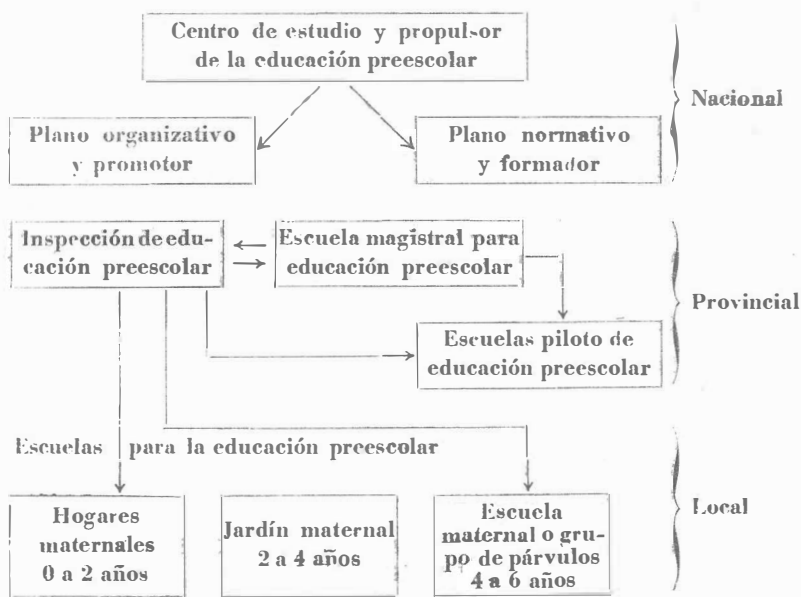 Centro de estudio y propulsor
de la educación preescolar
Nacional
Plano organizativo
y promotor
Plano normativo
y formador
Inspección de edu-
cación preescolar
Escuela magistral para
educación preescolar
Provincial
Escuelas piloto de
educación preescolar
Escuelas para la educación preescolar
Hogares
maternales
0 a 2 años
Jardín maternal
2 a 4 años
Escuela
maternal o gru-
po de párvulos
4 a 6 años
Local